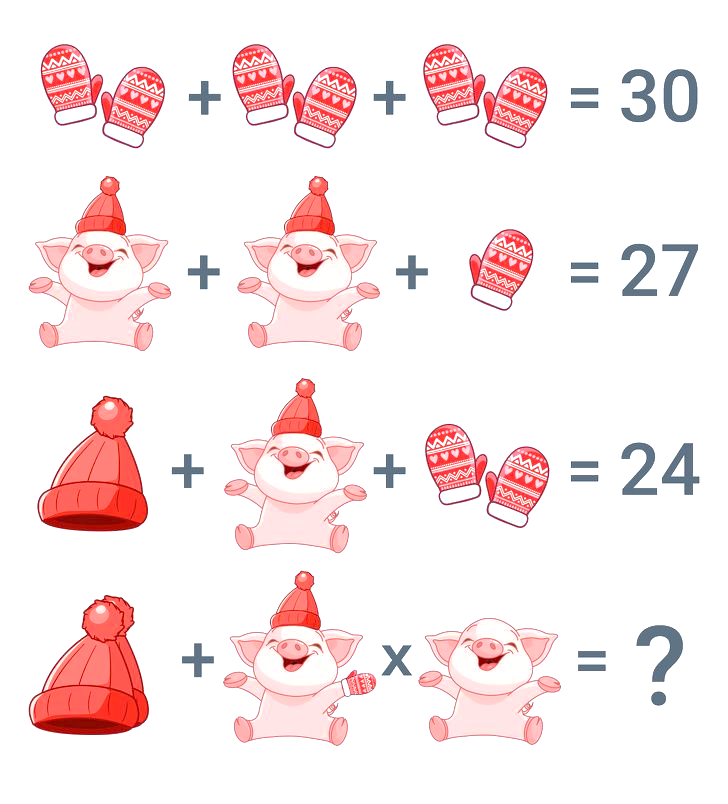 + + = 30
+ + = 27
+ + = 24
+ x = ?